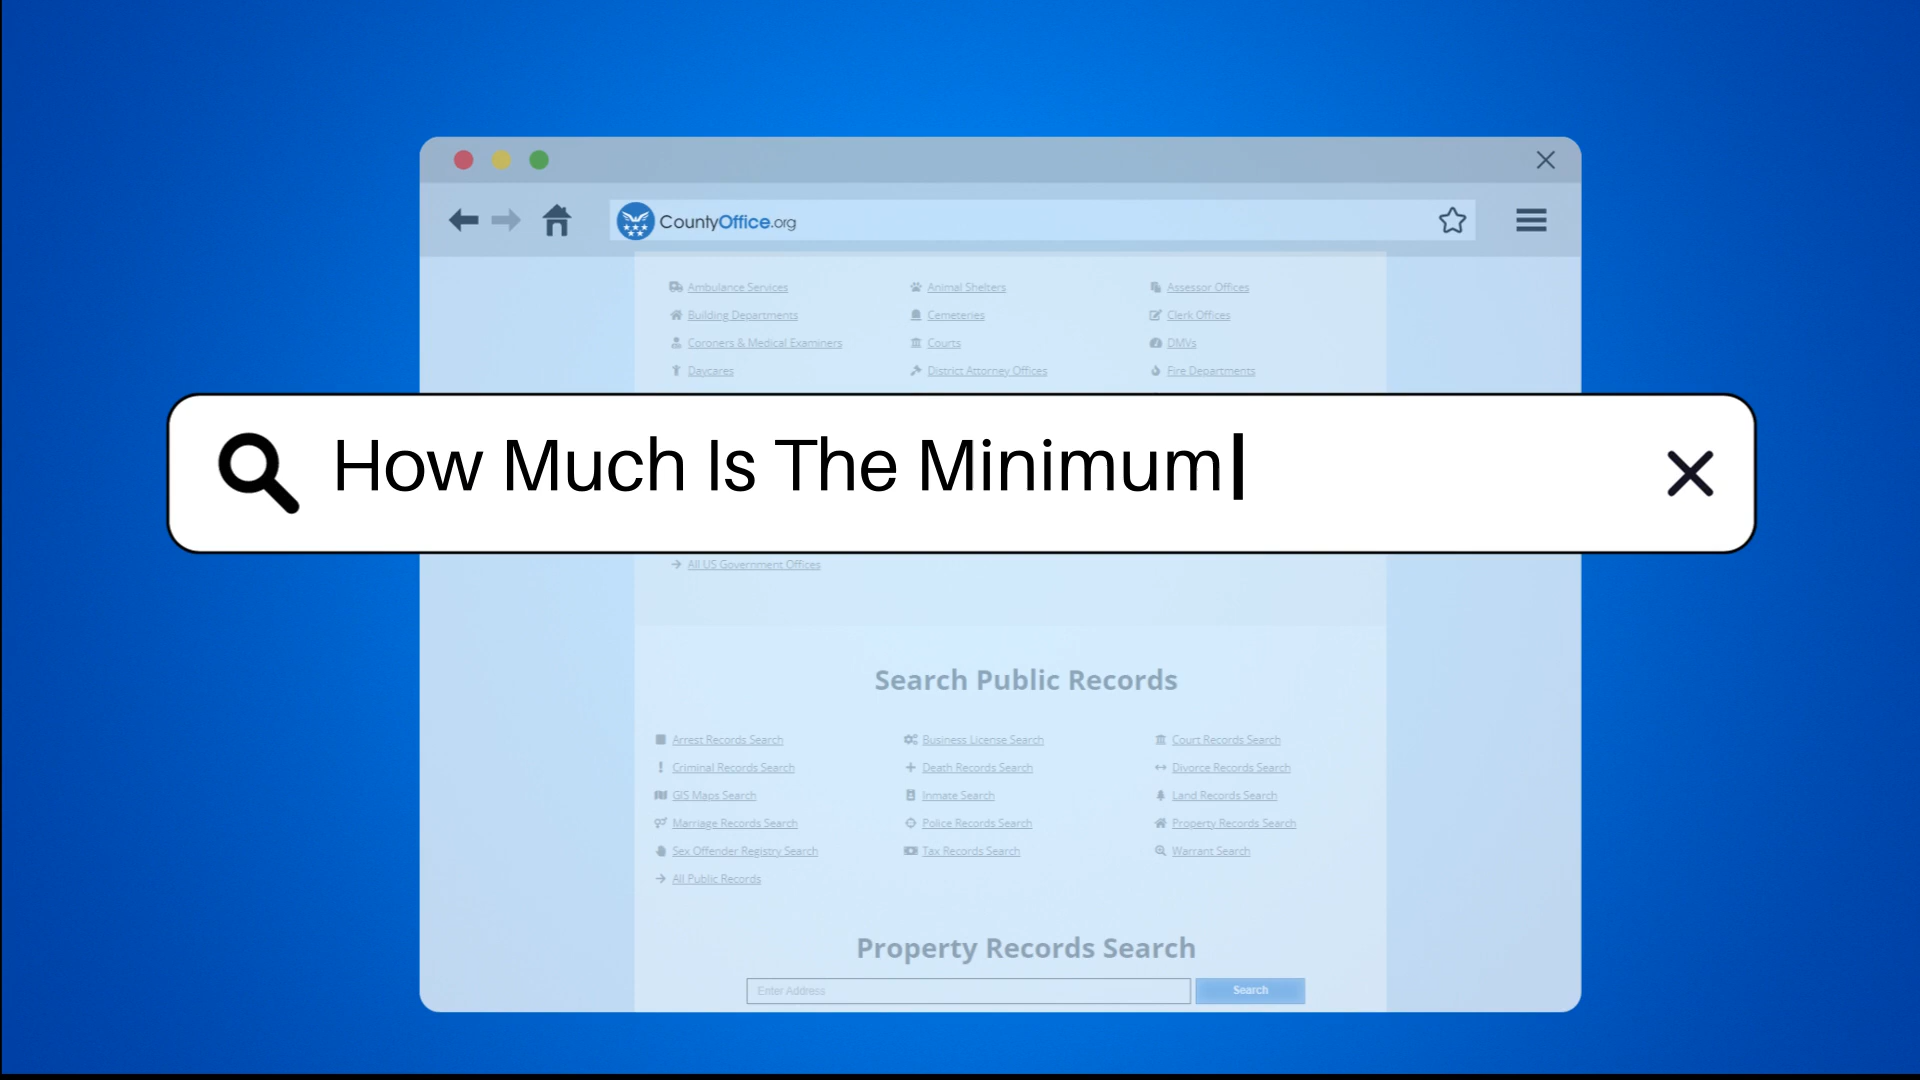 CountyOffice.org
Ambulance Services
Animal Shelters
Assessor Offices
Building Departments
Cemeteries
Clerk Offices
Coroners & Medical Examiners
Courts
DMVs
Daycares
District Attorney Offices
Fire Departments
How Much Is The Minimum
All US Government Offices
Search Public Records
Arrest Records Search
Business License Search
Court Records Search
Criminal Records Search
Death Records Search
Divorce Records Search
GIS Maps Search
Inmate Search
Land Records Search
Marriage Records Search
Police Records Search
Property Records Search
Sex Offender Registry Search
Tax Records Search
Warrant Search
All Public Records
Property Records Search
Enter Address
Search